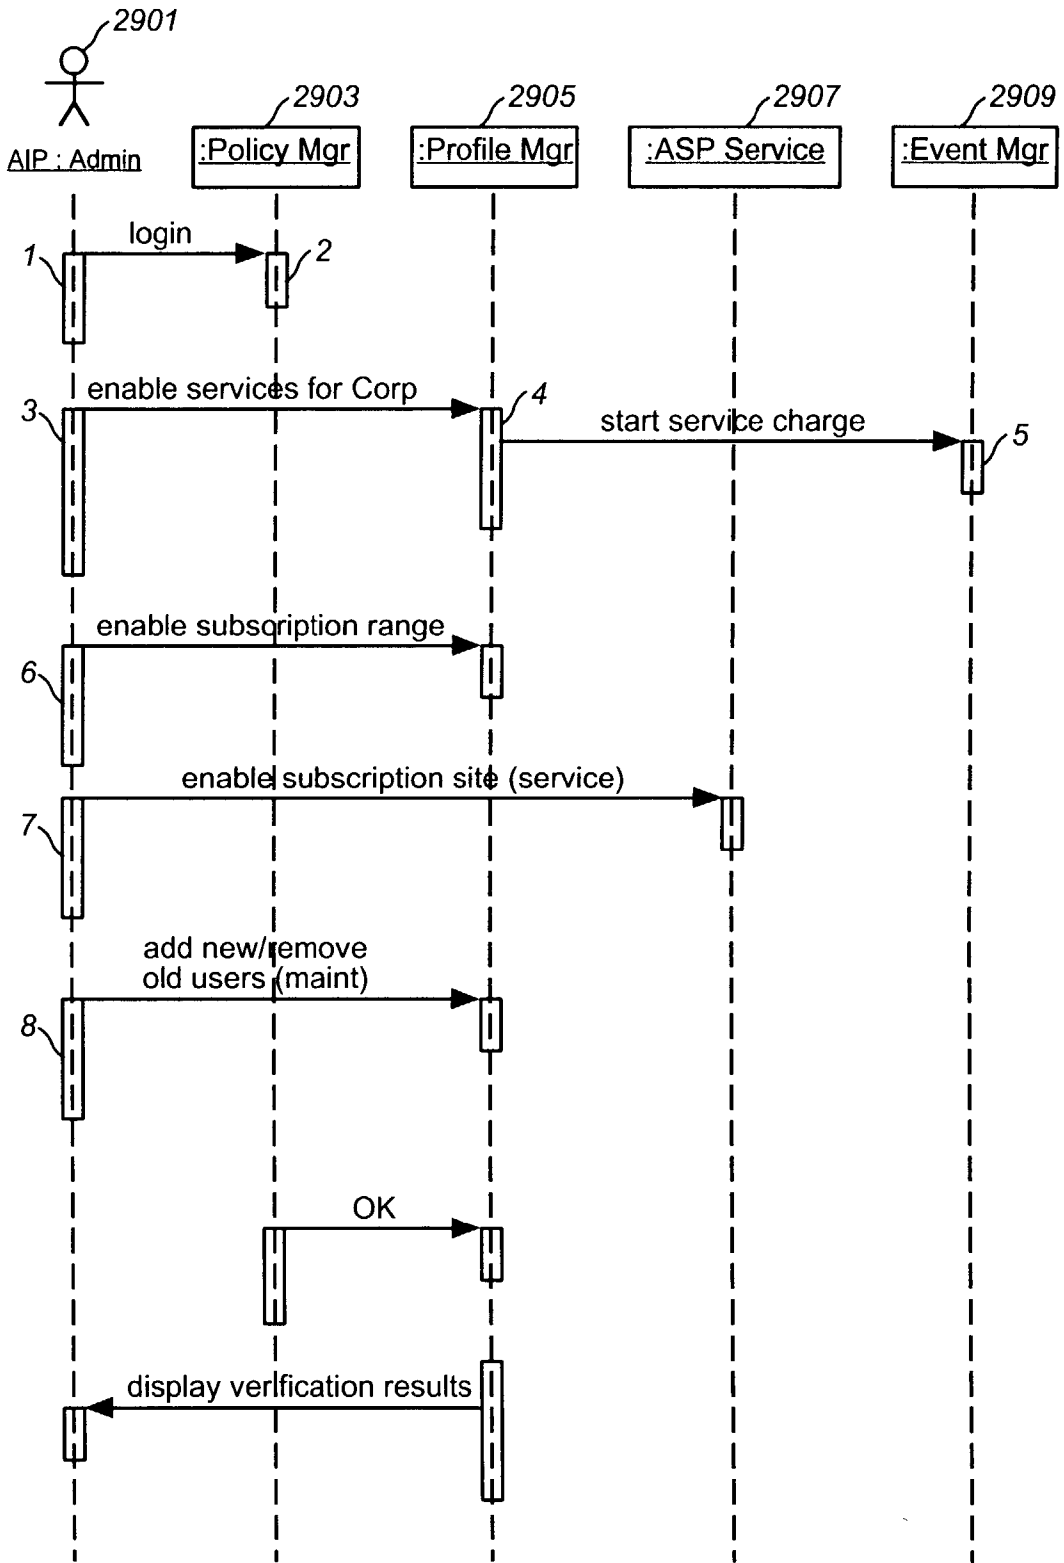 2901
2903
2905
2907
2909
AIP : Admin
:Policy Mgr
:Profile Mgr
:ASP Service
:Event Mgr
login
1
2
enable services for Corp
3
4
start service charge
5
enable subscription range
6
enable subscription site (service)
7
add new/remove
old users (maint)
8
OK
display verification results